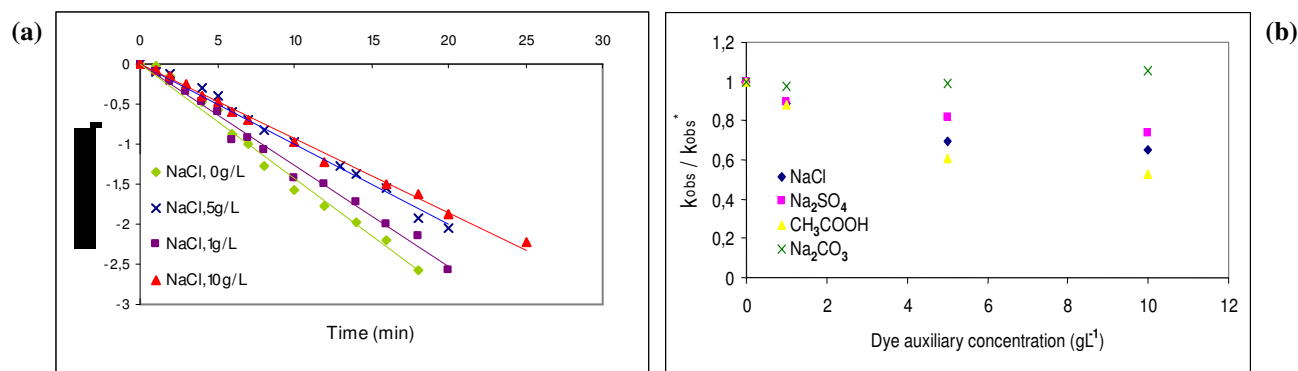 (a)
0 5 10 15 20 25 30
0
-0,5
-1
-1,5
-2
-2,5
-3
NaCl, 0g/L
NaCl,5g/L
NaCl,1g/L
NaCl,10g/L
Time (min)
(b)
1,2
1
0,8
0,6
0,4
0,2
0
kobs / kobs*
NaCl
Na₂SO₄
CH₃COOH
Na₂CO₃
0 2 4 6 8 10 12
Dye auxiliary concentration (gL⁻¹)